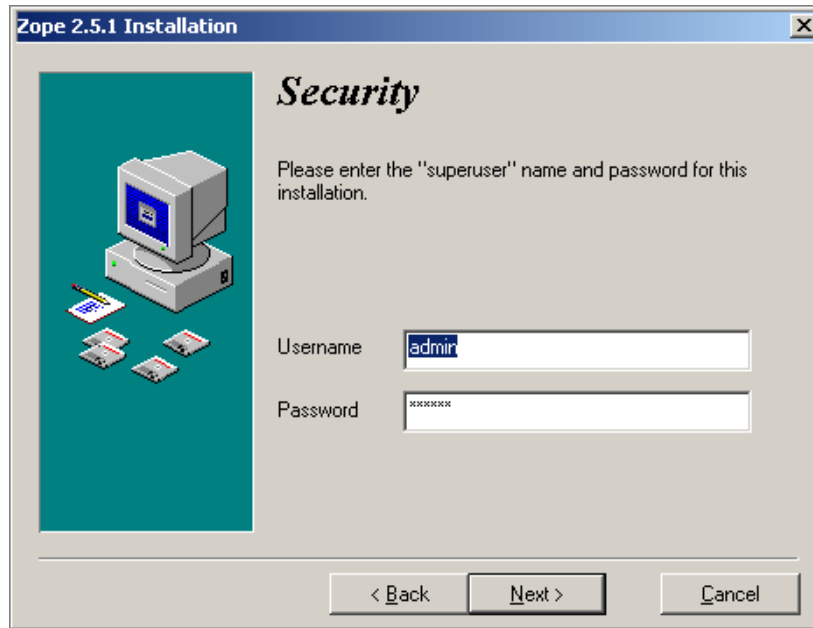 Zope 2.5.1 Installation
Security
Please enter the "superuser" name and password for this
installation.
Username admin
Password ××××××
< Back Next > Cancel